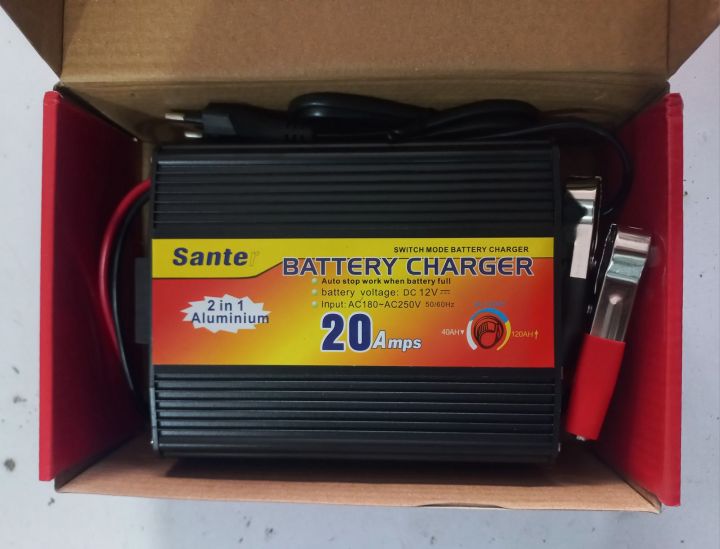 SWITCH MODE BATTERY CHARGER
Santer
BATTERY CHARGER
Auto stop work when battery full
battery voltage: DC 12V
Input: AC180~AC250V 50/60Hz
2 in 1
Aluminium
20Amps
40AH▼
120AH↑